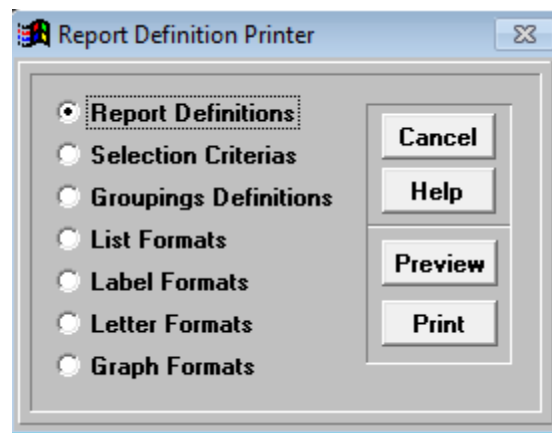 Report Definition Printer
Report Definitions
Selection Criterias
Groupings Definitions
List Formats
Label Formats
Letter Formats
Graph Formats
Cancel
Help
Preview
Print